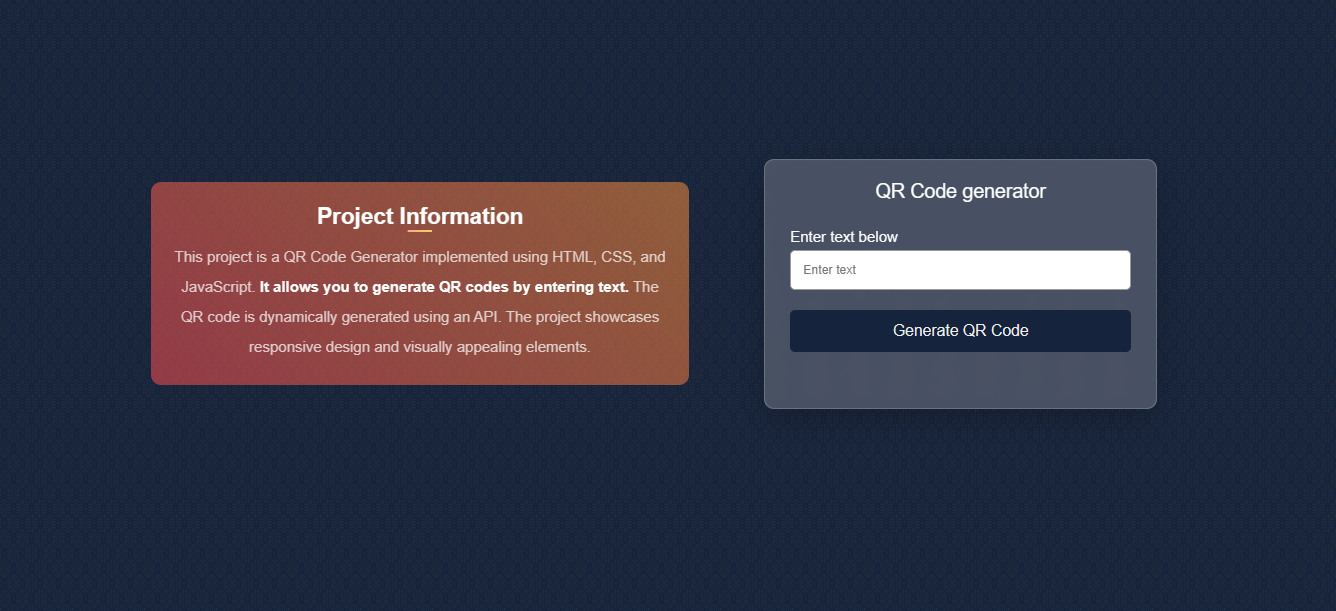 Project Information
This project is a QR Code Generator implemented using HTML, CSS, and
JavaScript. It allows you to generate QR codes by entering text. The
QR code is dynamically generated using an API. The project showcases
responsive design and visually appealing elements.
QR Code generator
Enter text below
Enter text
Generate QR Code